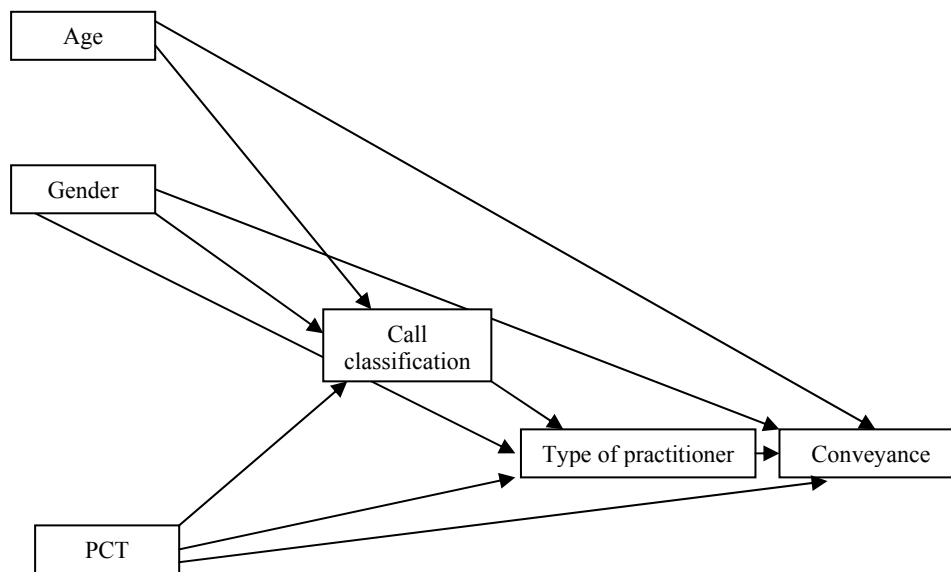 Age
Gender
Call
classification
Type of practitioner
Conveyance
PCT